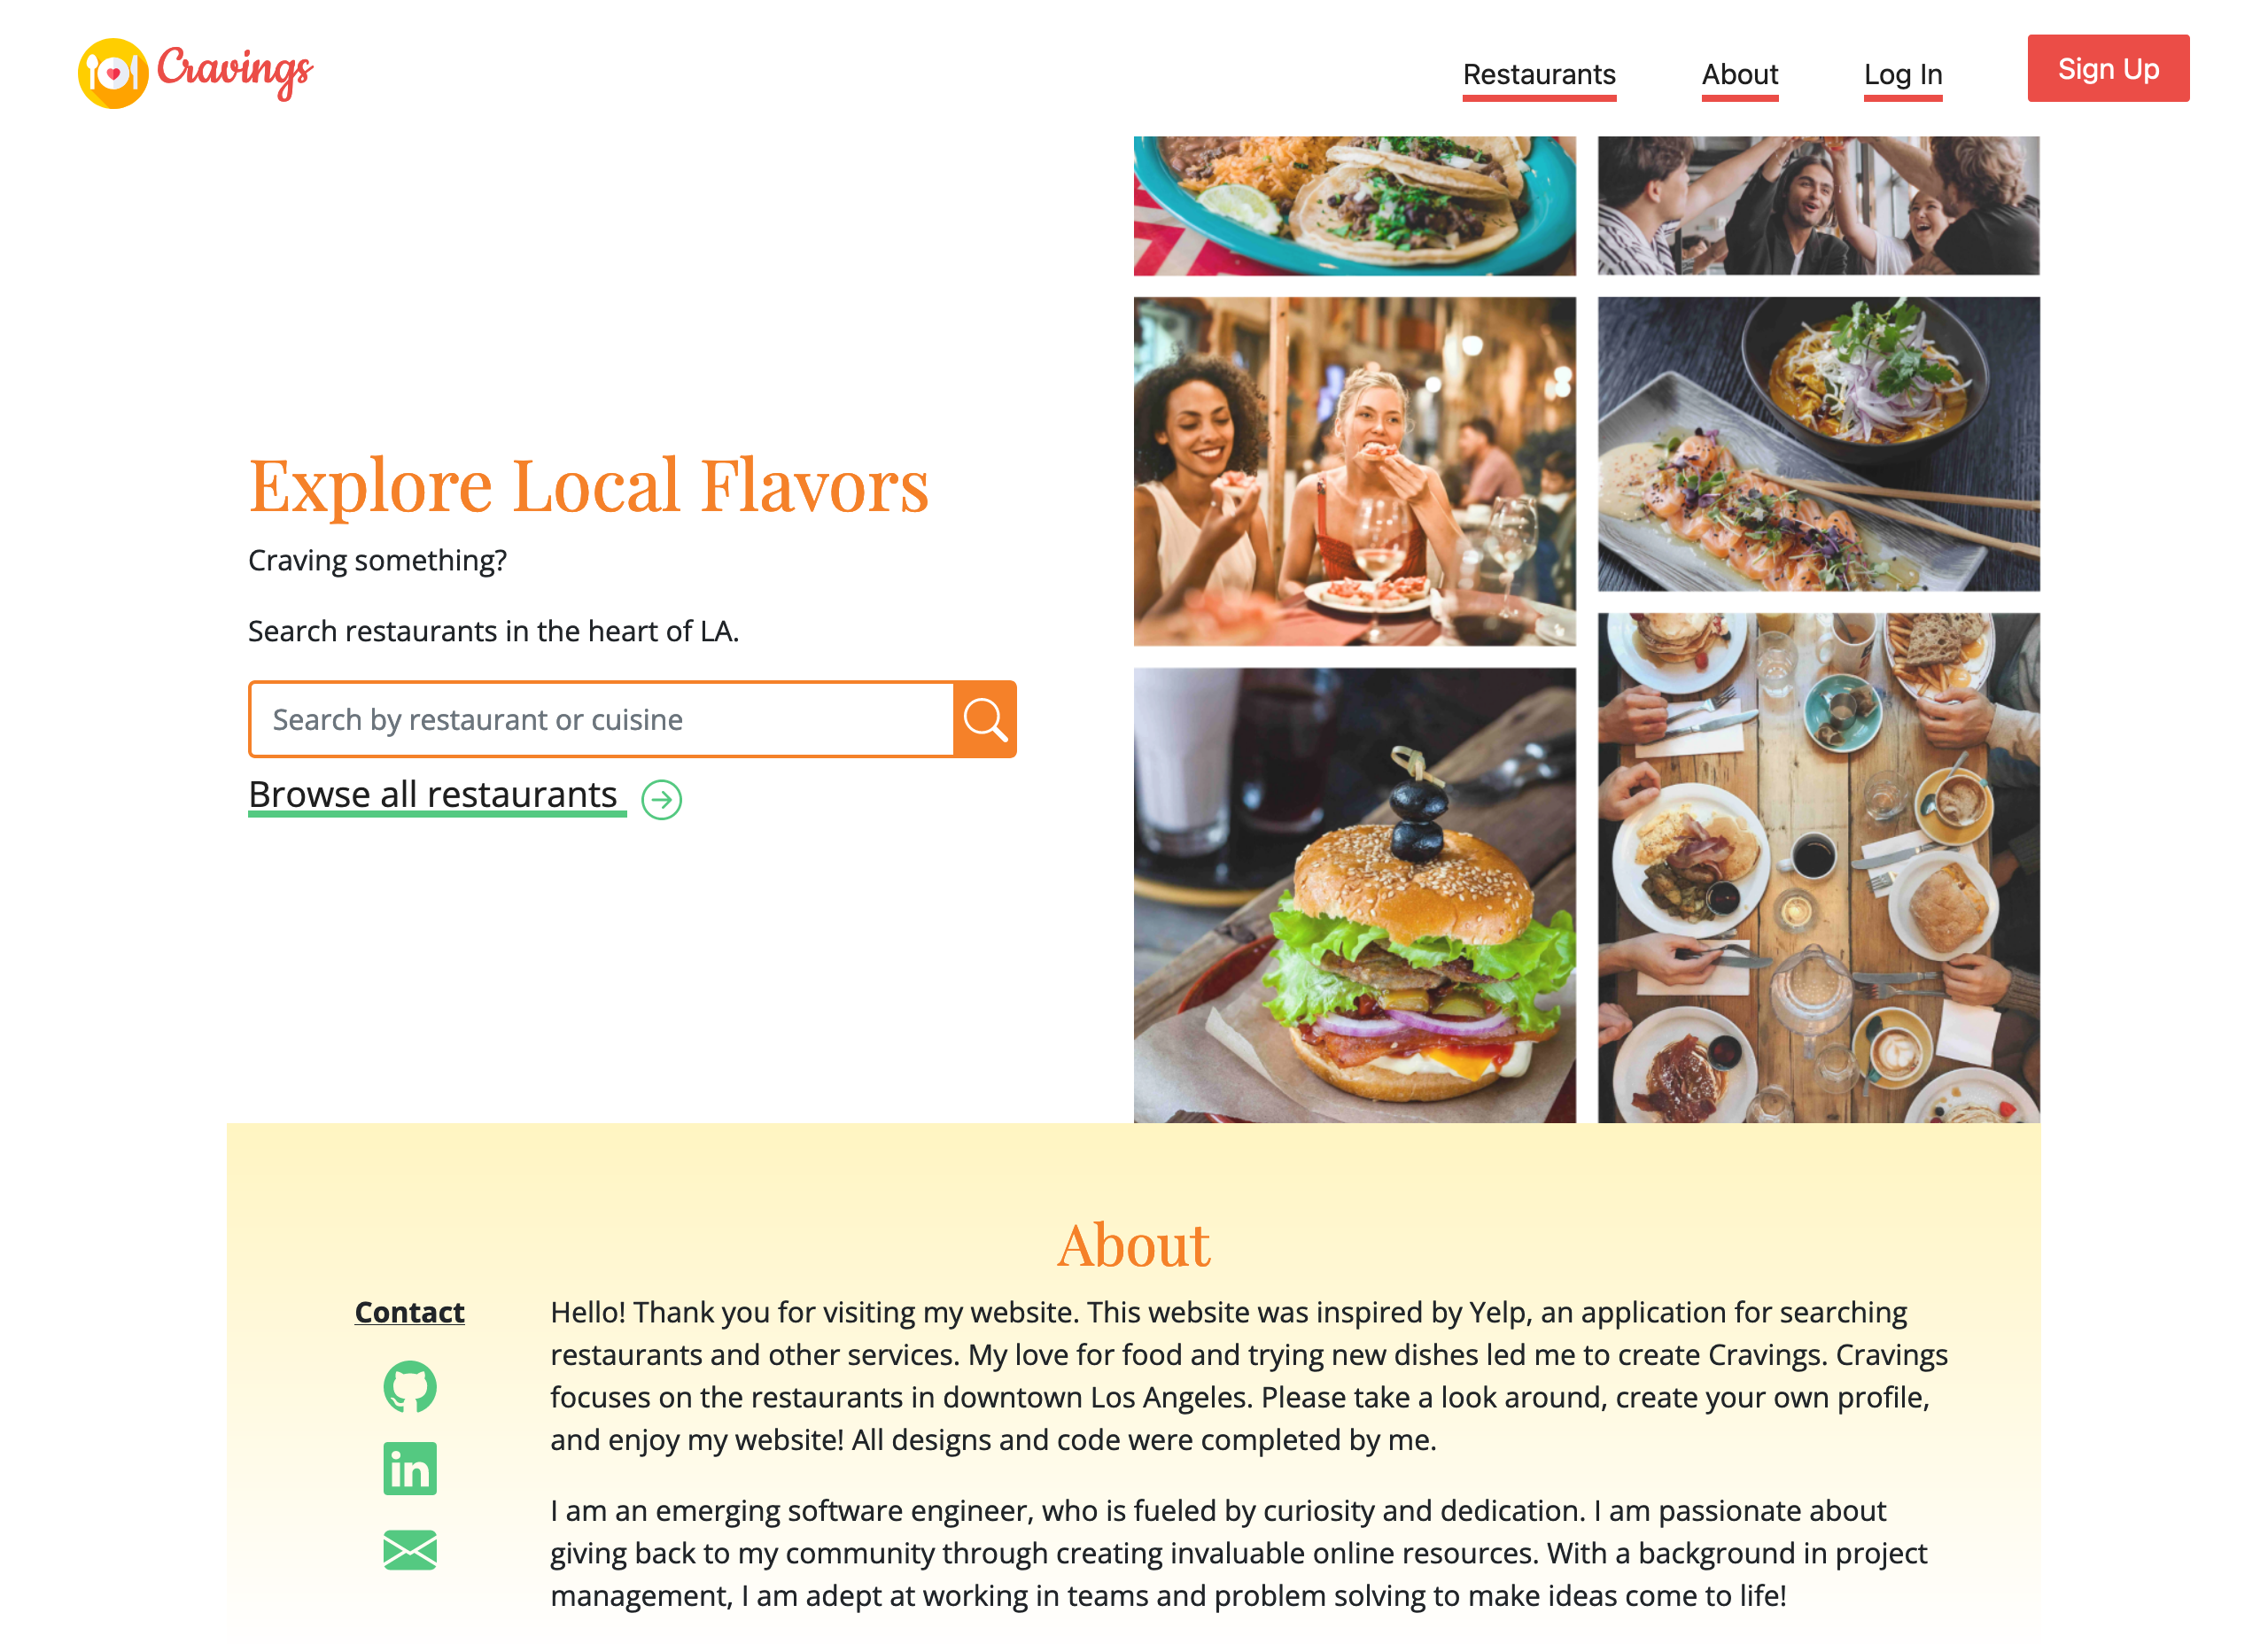 Cravings
Restaurants
About
Log In
Sign Up
Explore Local Flavors
Craving something?
Search restaurants in the heart of LA.
Search by restaurant or cuisine
Browse all restaurants
About
Contact
Hello! Thank you for visiting my website. This website was inspired by Yelp, an application for searching
restaurants and other services. My love for food and trying new dishes led me to create Cravings. Cravings
focuses on the restaurants in downtown Los Angeles. Please take a look around, create your own profile,
and enjoy my website! All designs and code were completed by me.
in
I am an emerging software engineer, who is fueled by curiosity and dedication. I am passionate about
giving back to my community through creating invaluable online resources. With a background in project
management, I am adept at working in teams and problem solving to make ideas come to life!